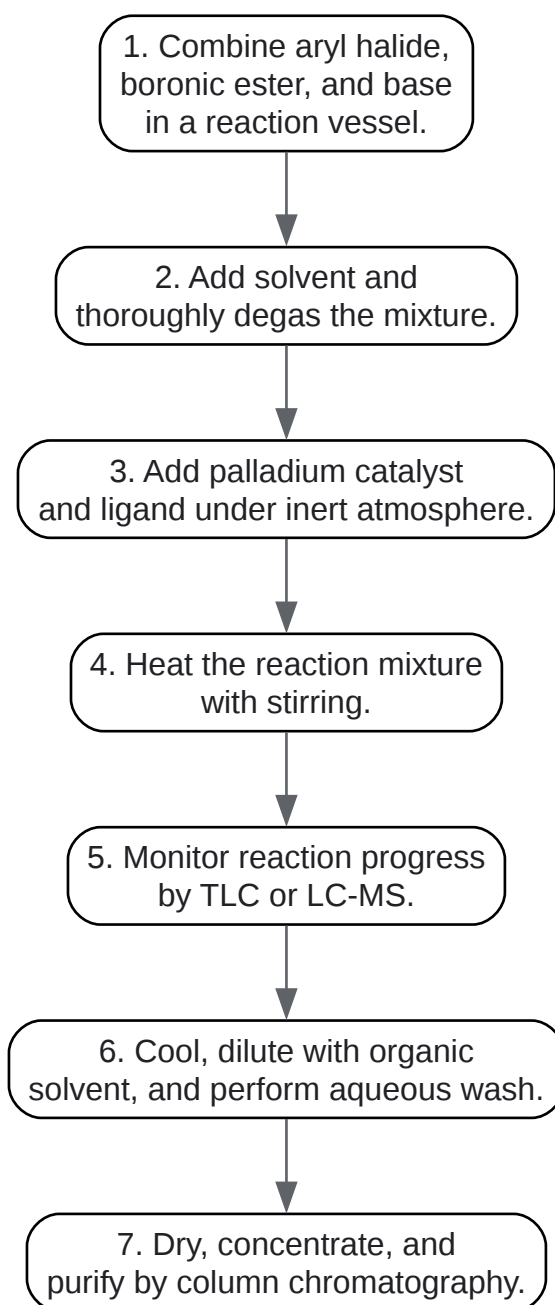 1. Combine aryl halide,
boronic ester, and base
in a reaction vessel.
2. Add solvent and
thoroughly degas the mixture.
3. Add palladium catalyst
and ligand under inert atmosphere.
4. Heat the reaction mixture
with stirring.
5. Monitor reaction progress
by TLC or LC-MS.
6. Cool, dilute with organic
solvent, and perform aqueous wash.
7. Dry, concentrate, and
purify by column chromatography.